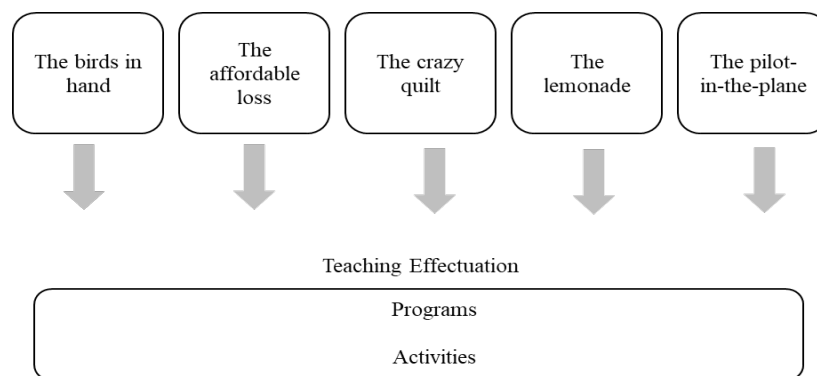 The birds in
hand
The
affordable
loss
The crazy
quilt
The
lemonade
The pilot-
in-the-plane
Teaching Effectuation
Programs
Activities